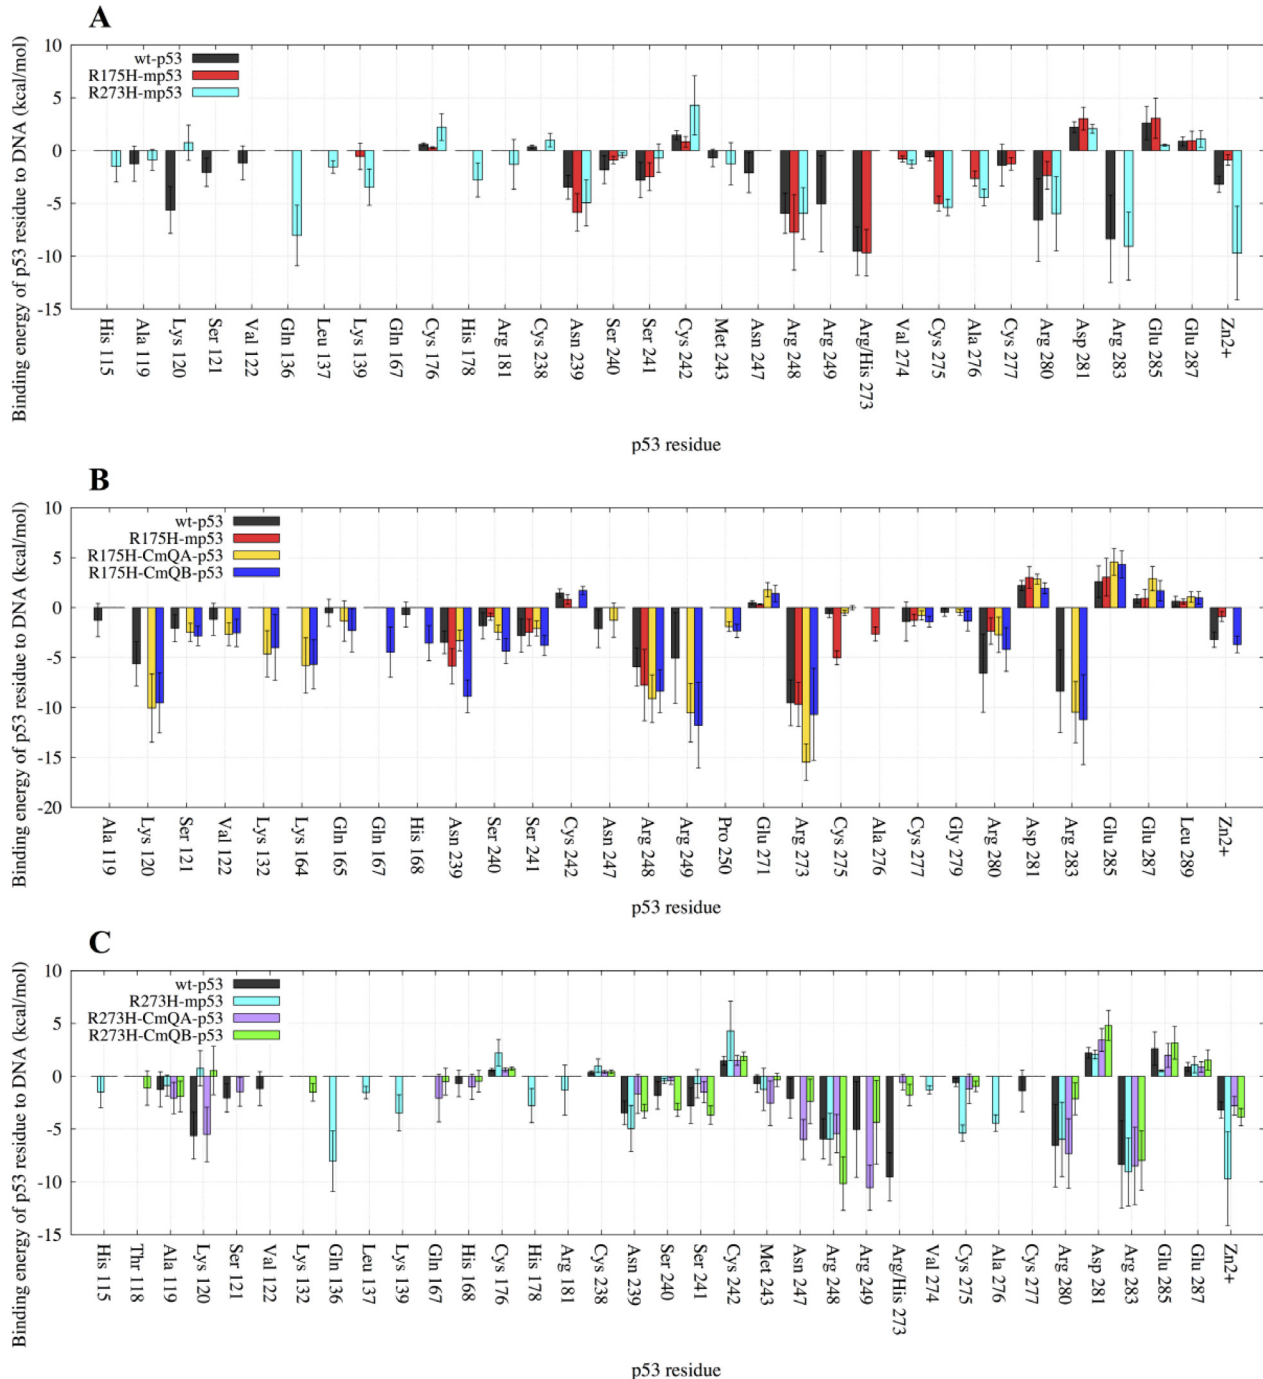 A
Binding energy of p53 residue to DNA (kcal/mol)
10
5
0
-5
-10
-15
wt-p53
R175H-mp53
R273H-mp53
His 115
Ala 119
Lys 120
Ser 121
Val 122
Gln 136
Leu 137
Lys 139
Gln 167
Cys 176
His 178
Arg 181
Cys 238
Asn 239
Ser 240
Ser 241
Cys 242
Met 243
Asn 247
Arg 248
Arg 249
Arg/His 273
Val 274
Cys 275
Ala 276
Cys 277
Arg 280
Asp 281
Arg 283
Glu 285
Glu 287
Zn2+
p53 residue
B
Binding energy of p53 residue to DNA (kcal/mol)
10
5
0
-5
-10
-15
-20
wt-p53
R175H-mp53
R175H-CmQA-p53
R175H-CmQB-p53
Ala 119
Lys 120
Ser 121
Val 122
Lys 132
Lys 164
Gln 165
Gln 167
His 168
Asn 239
Ser 240
Ser 241
Cys 242
Asn 247
Arg 248
Arg 249
Pro 250
Glu 271
Arg 273
Cys 275
Ala 276
Cys 277
Gly 279
Arg 280
Asp 281
Arg 283
Glu 285
Glu 287
Leu 289
Zn2+
p53 residue
C
Binding energy of p53 residue to DNA (kcal/mol)
10
5
0
-5
-10
-15
wt-p53
R273H-mp53
R273H-CmQA-p53
R273H-CmQB-p53
His 115
Thr 118
Ala 119
Lys 120
Ser 121
Val 122
Lys 132
Gln 136
Leu 137
Lys 139
Gln 167
His 168
Cys 176
His 178
Arg 181
Cys 238
Asn 239
Ser 240
Ser 241
Cys 242
Met 243
Asn 247
Arg 248
Arg 249
Arg/His 273
Val 274
Cys 275
Ala 276
Cys 277
Arg 280
Asp 281
Arg 283
Glu 285
Glu 287
Zn2+
p53 residue